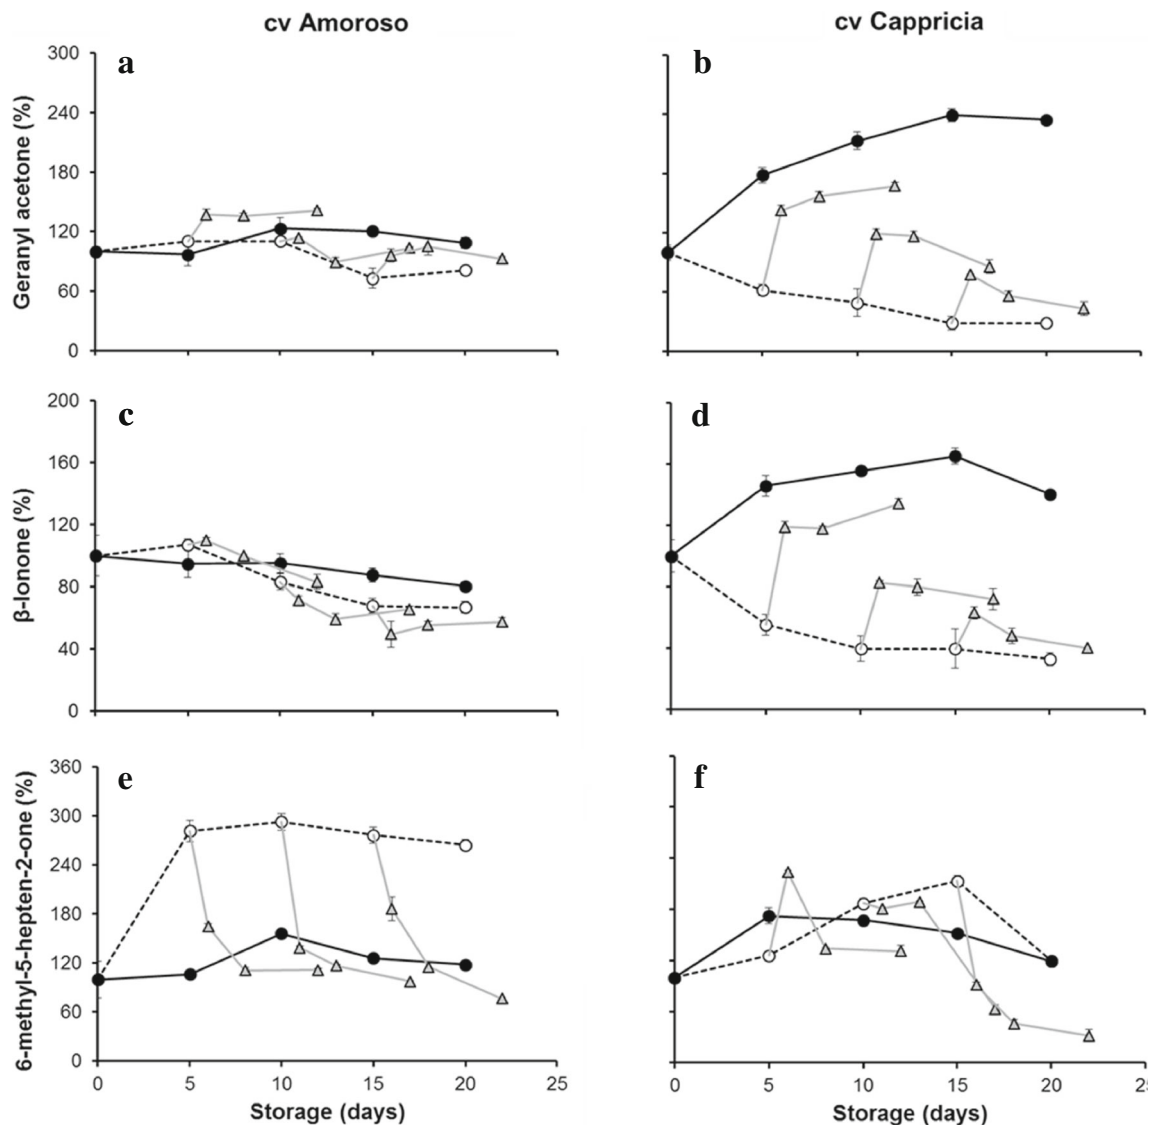 cv Amoroso
cv Cappricia
a
b
Geranyl acetone (%)
300
240
180
120
60
0
c
d
β-Ionone (%)
200
160
120
80
40
0
e
f
6-methyl-5-hepten-2-one (%)
360
300
240
180
120
60
0
0 5 10 15 20 25
0 5 10 15 20
Storage (days)
Storage (days)